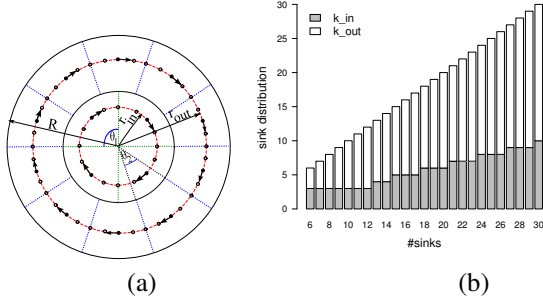 R
r_in
r_out
θ
(a)
k_in
k_out
sink distribution
30
25
20
15
10
5
0
6 8 10 12 14 16 18 20 22 24 26 28 30
#sinks
(b)